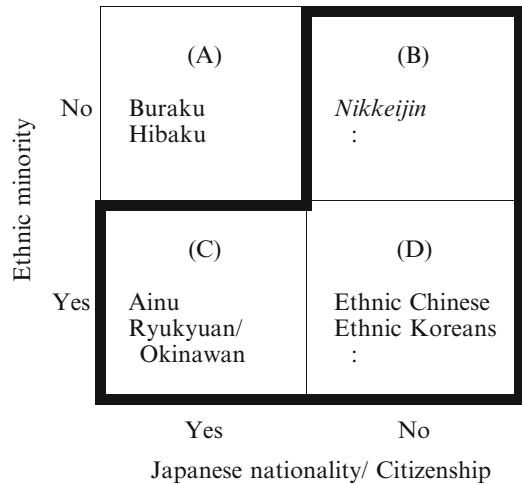 (A)
(B)
No
Buraku
Hibaku
Nikkeijin
:
Ethnic minority
(C)
(D)
Yes
Ainu
Ryukyuan/
Okinawan
Ethnic Chinese
Ethnic Koreans
:
Yes
No
Japanese nationality/ Citizenship